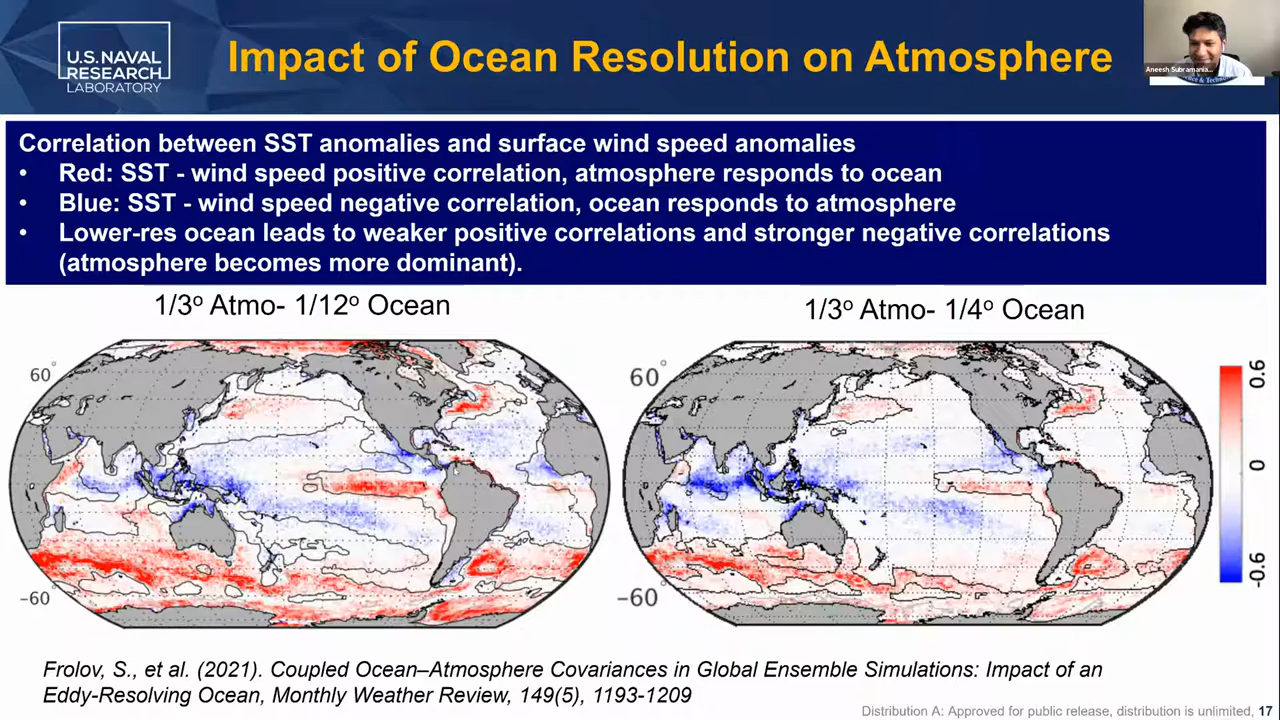 U.S. NAVAL
RESEARCH
LABORATORY
Impact of Ocean Resolution on Atmosphere
Aneesh Subramania...
Correlation between SST anomalies and surface wind speed anomalies
• Red: SST - wind speed positive correlation, atmosphere responds to ocean
• Blue: SST - wind speed negative correlation, ocean responds to atmosphere
• Lower-res ocean leads to weaker positive correlations and stronger negative correlations
(atmosphere becomes more dominant).
1/3º Atmo- 1/12º Ocean
1/3º Atmo- 1/4º Ocean
60°
−60
60°
−60°
0.6
0
-0.6
Frolov, S., et al. (2021). Coupled Ocean–Atmosphere Covariances in Global Ensemble Simulations: Impact of an
Eddy-Resolving Ocean, Monthly Weather Review, 149(5), 1193-1209
Distribution A: Approved for public release, distribution is unlimited, 17